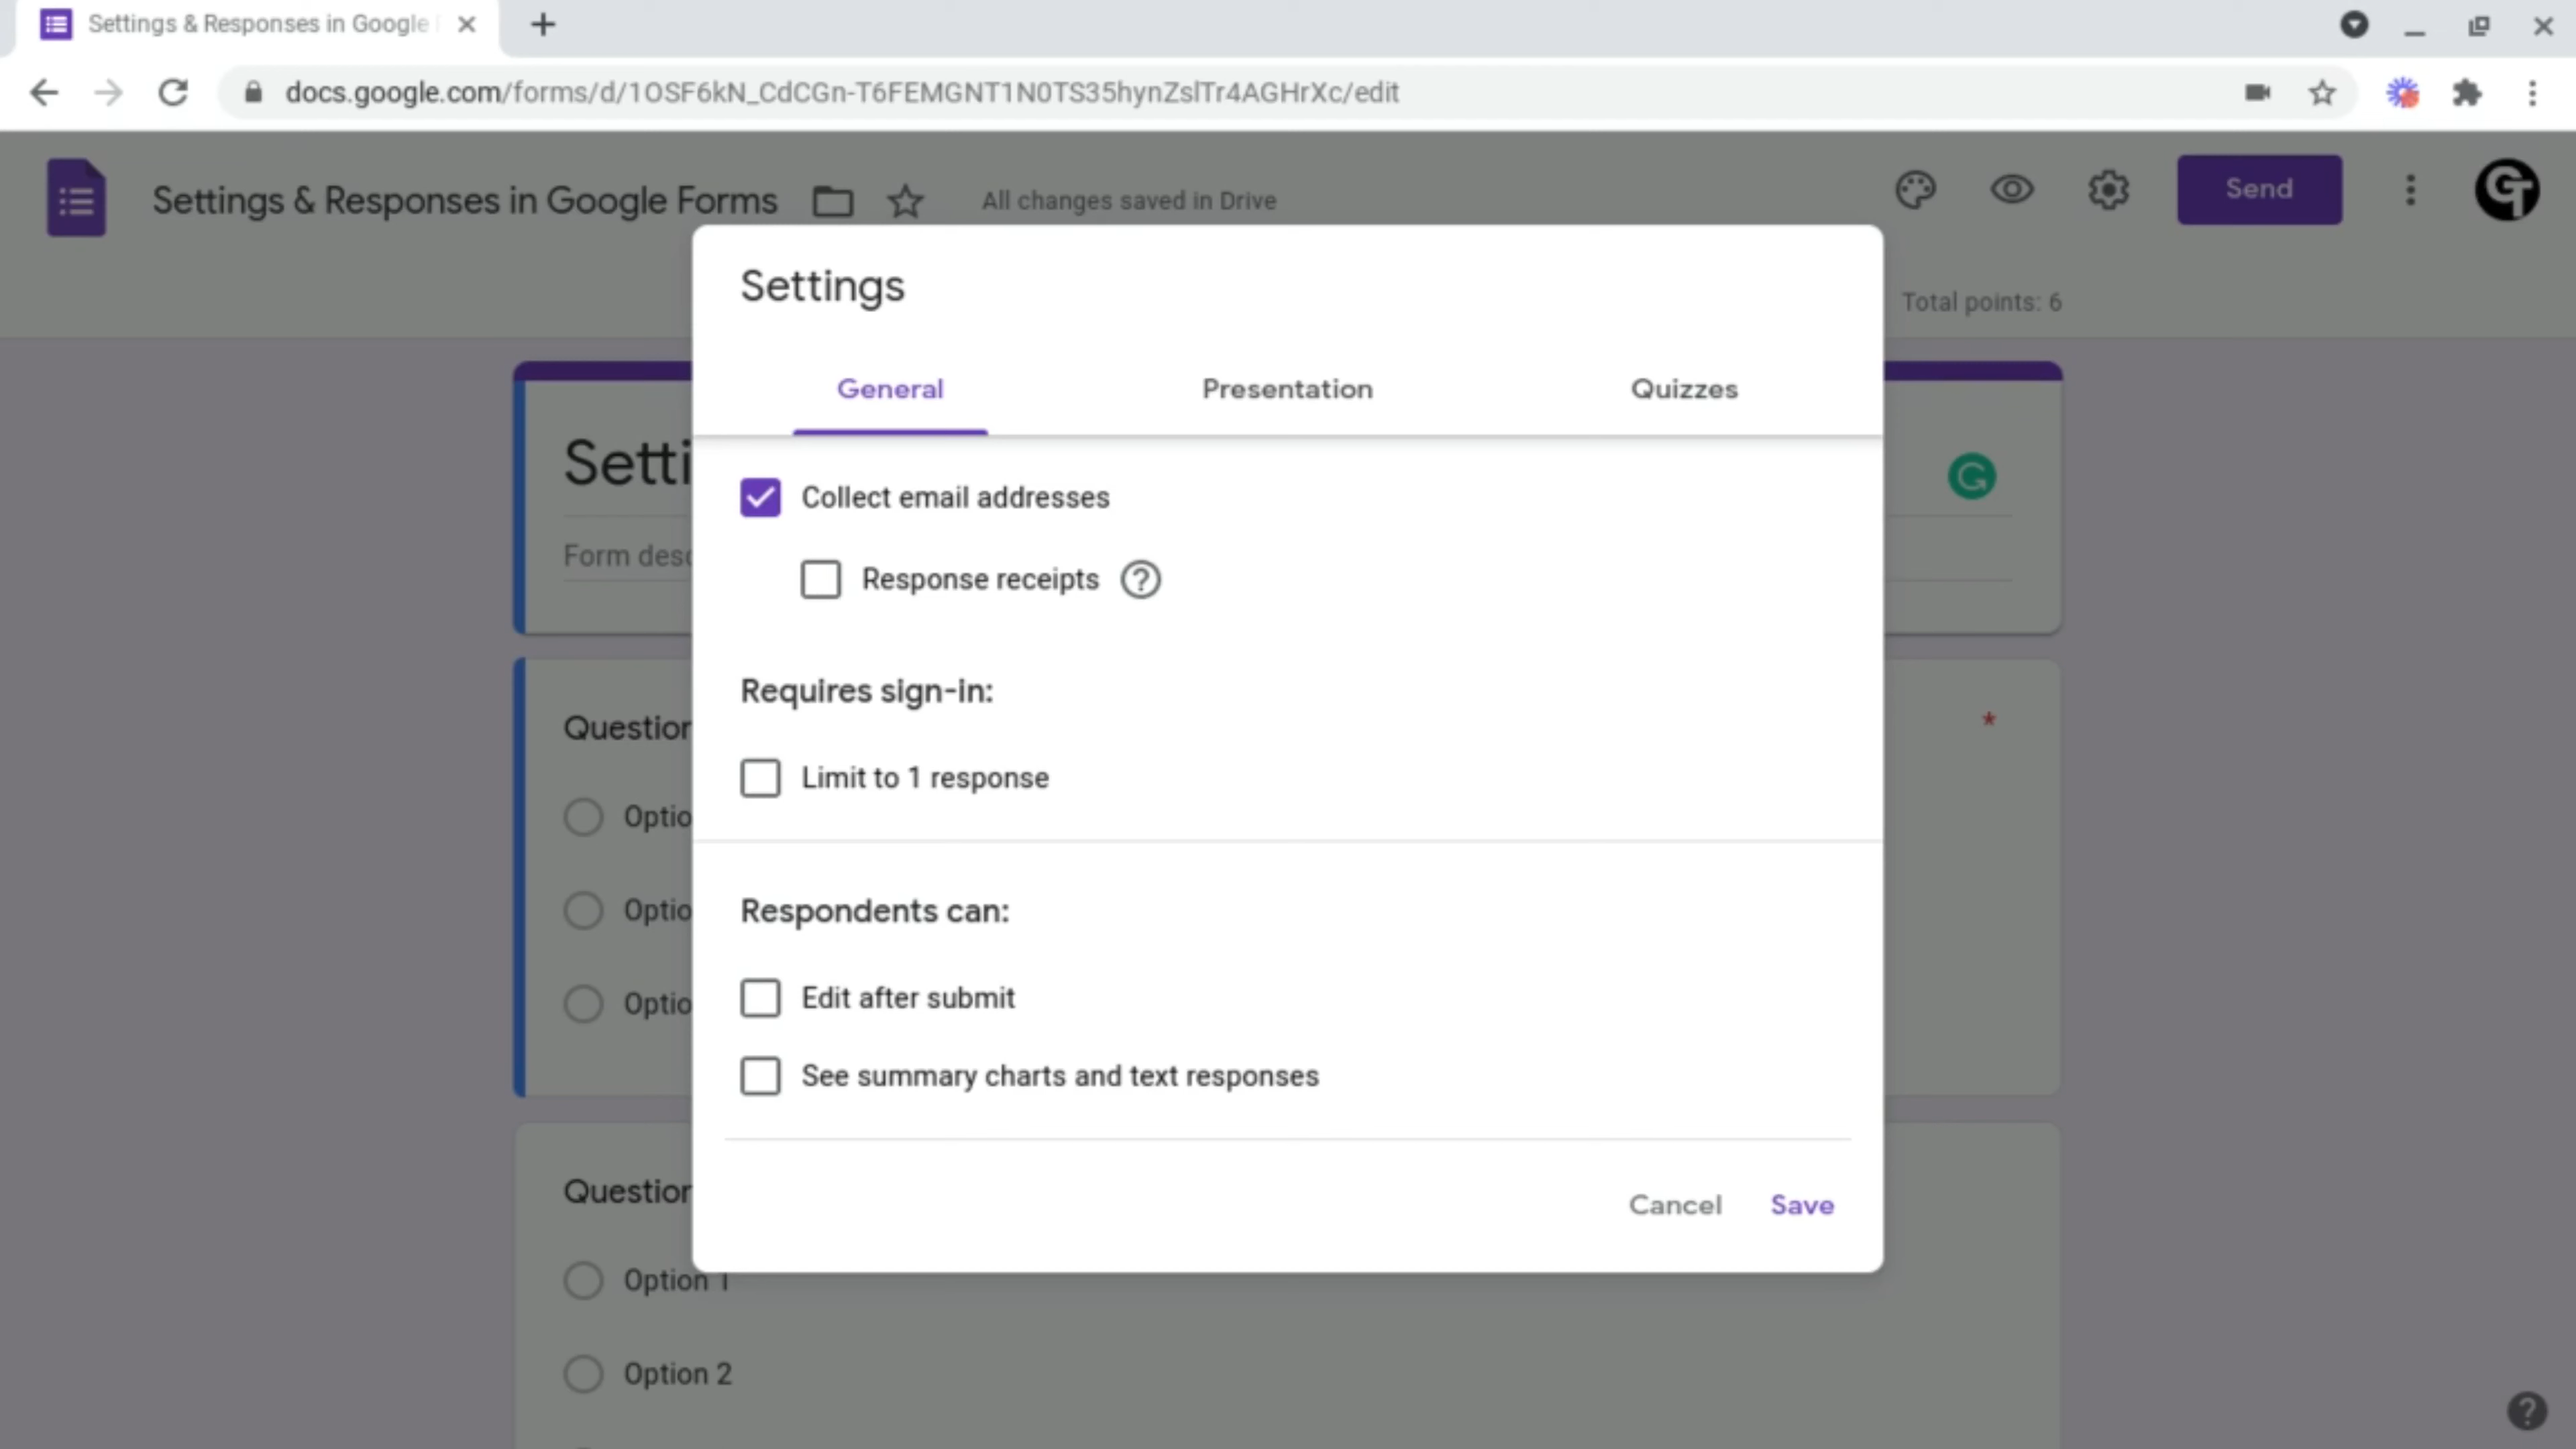 Settings & Responses in Google
docs.google.com/forms/d/1OSF6kN_CdCGn-T6FEMGNT1N0TS35hynZslTr4AGHrXc/edit
Settings & Responses in Google Forms
All changes saved in Drive
Send
Total points: 6
Settings
General
Presentation
Quizzes
Setti
Form desc
Collect email addresses
Response receipts
Requires sign-in:
Question
*
Limit to 1 response
Optio
Respondents can:
Optio
Edit after submit
Optio
See summary charts and text responses
Question
Cancel
Save
Option 1
Option 2